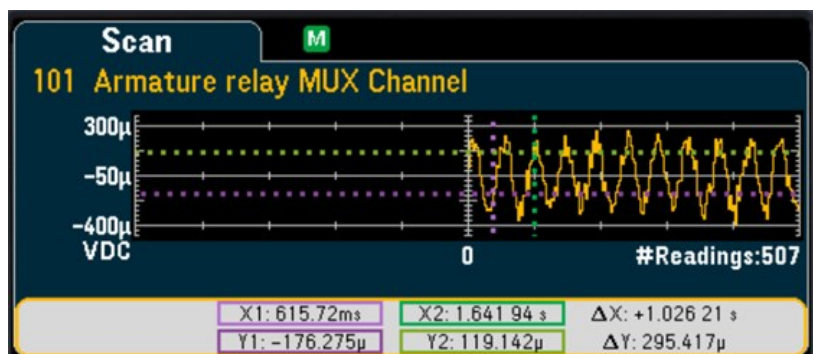 Scan M
101 Armature relay MUX Channel
300µ
-50µ
-400µ
VDC
0 #Readings:507
X1: 615.72ms X2: 1.641 94 s ΔX: +1.026 21 s
Y1: -176.275µ Y2: 119.142µ ΔY: 295.417µ